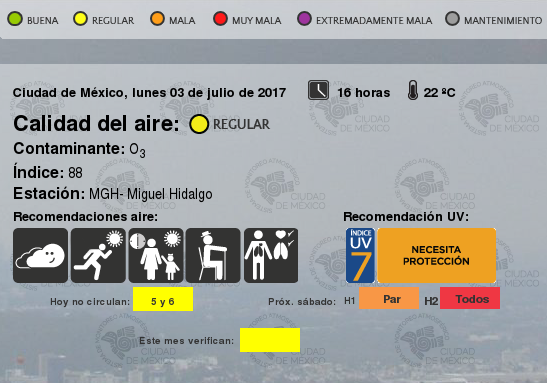 BUENA REGULAR MALA MUY MALA EXTREMADAMENTE MALA MANTENIMIENTO
Ciudad de México, lunes 03 de julio de 2017 16 horas 22 ºC
Calidad del aire: REGULAR
Contaminante: O3
Índice: 88
Estación: MGH- Miguel Hidalgo
Recomendaciones aire: Recomendación UV:
ÍNDICE
UV
7
NECESITA
PROTECCIÓN
Hoy no circulan: 5 y 6 Próx. sábado: H1 Par H2 Todos
Este mes verifican:
MONITOREO ATMOSFÉRICO
CIUDAD
DE MÉXICO